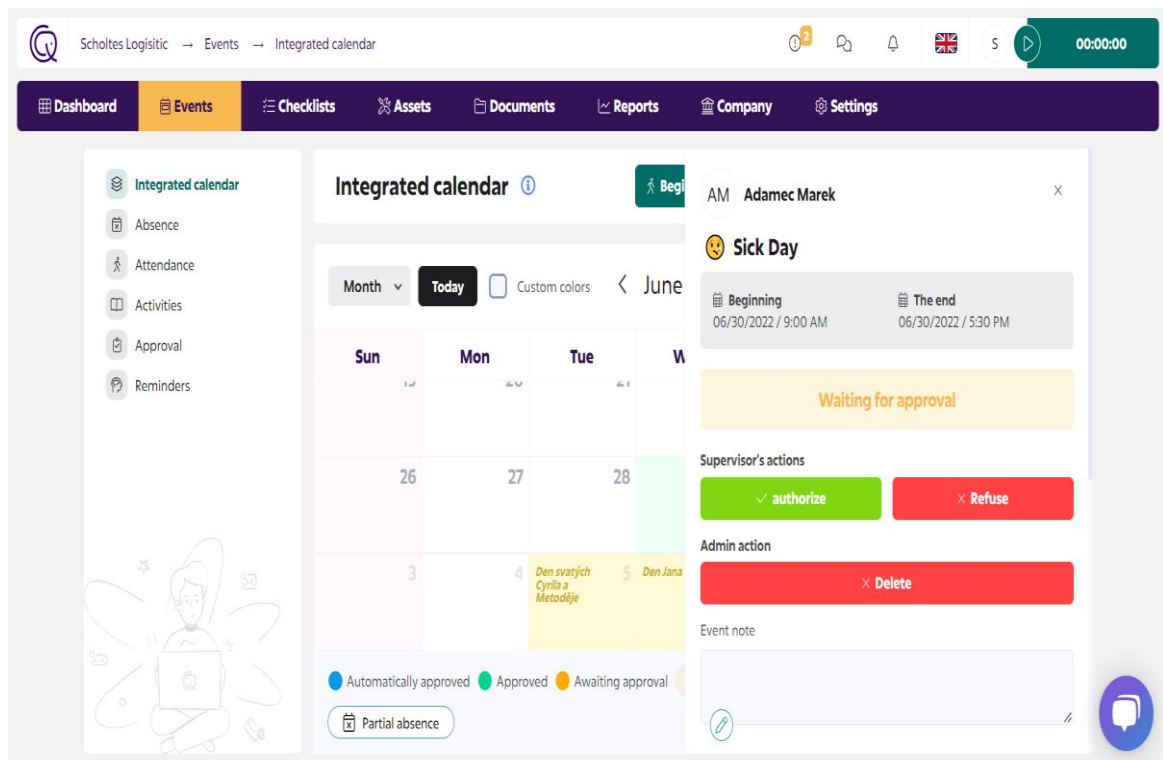 Scholtes Logisitic → Events → Integrated calendar
2
S
00:00:00
Dashboard
Events
Checklists
Assets
Documents
Reports
Company
Settings
Integrated calendar
Absence
Attendance
Activities
Approval
Reminders
Integrated calendar
Begi
Month
Today
Custom colors
June
Sun Mon Tue W
19 20 21
26 27 28
3 4 5
Den svatých
Cyrila a
Metoděje
Den Jana
Automatically approved
Approved
Awaiting approval
Partial absence
AM Adamec Marek
X
Sick Day
Beginning
06/30/2022 / 9:00 AM
The end
06/30/2022 / 5:30 PM
Waiting for approval
Supervisor's actions
authorize
Refuse
Admin action
Delete
Event note